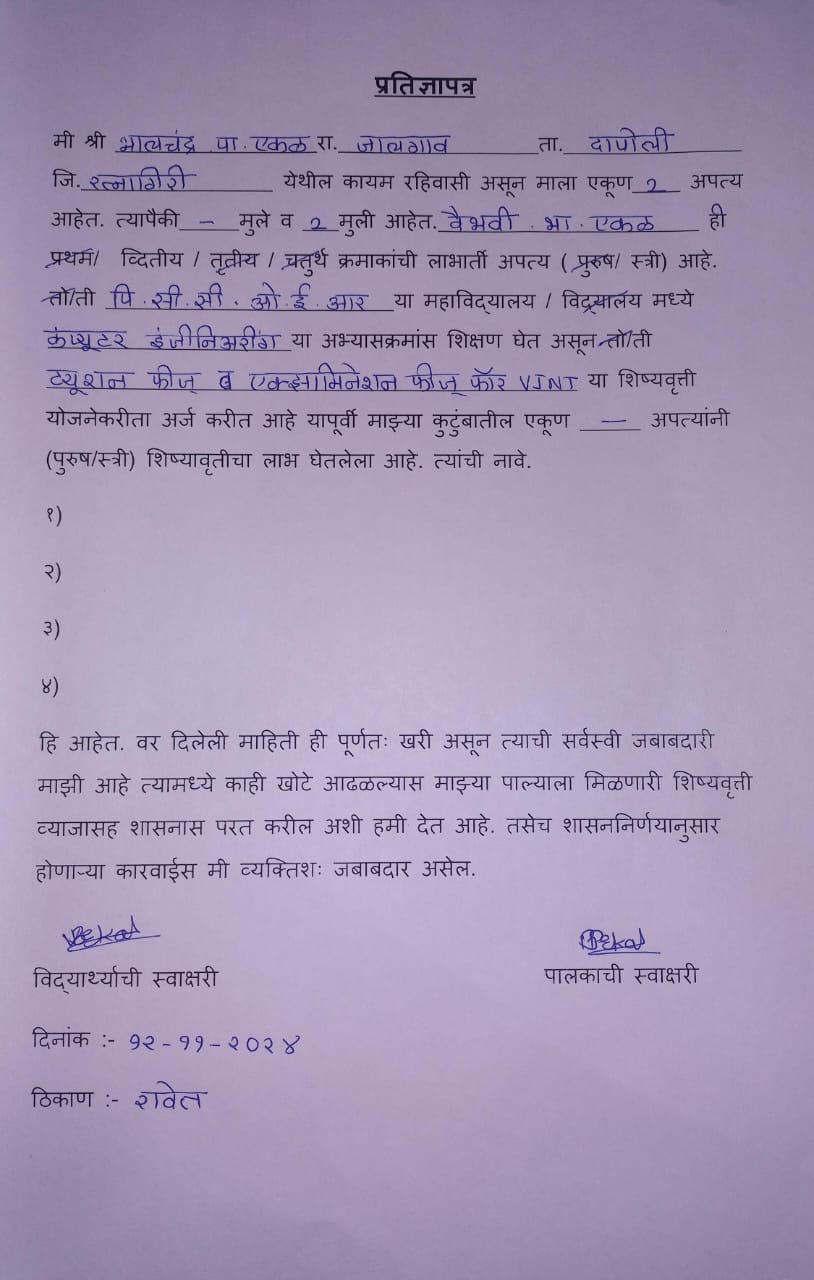 प्रतिज्ञापत्र
मी श्री भालचंद्र पा. एकळ रा. जालगाव ता. दापोली
जि. रत्नागिरी येथील कायम रहिवासी असून माला एकूण 2 अपत्य
आहेत. त्यापैकी - मुले व 2 मुली आहेत. वैभवी . भा . एकळ ही
प्रथम/ व्दितीय / तृतीय / चतुर्थ क्रमाकांची लाभार्ती अपत्य ( पुरुष/ स्त्री) आहे.
तो/ती पि . सी . सी . ओ . ई . आर या महाविद्यालय / विद्यालय मध्ये
कंप्युटर इंजीनिअरींग या अभ्यासक्रमांस शिक्षण घेत असून तो/ती
ट्युशन फीज् व एक्झामिनेशन फीज् फॉर VJNT या शिष्यवृत्ती
योजनेकरीता अर्ज करीत आहे यापूर्वी माझ्या कुटुंबातील एकूण — अपत्यांनी
(पुरुष/स्त्री) शिष्यावृतीचा लाभ घेतलेला आहे. त्यांची नावे.
१)
२)
३)
४)
हि आहेत. वर दिलेली माहिती ही पूर्णतः खरी असून त्याची सर्वस्वी जबाबदारी
माझी आहे त्यामध्ये काही खोटे आढळल्यास माझ्या पाल्याला मिळणारी शिष्यवृत्ती
व्याजासह शासनास परत करील अशी हमी देत आहे. तसेच शासननिर्णयानुसार
होणाऱ्या कारवाईस मी व्यक्तिशः जबाबदार असेल.
विद्यार्थ्याची स्वाक्षरी पालकाची स्वाक्षरी
दिनांक :- १२-११-२०२४
ठिकाण :- रावेत